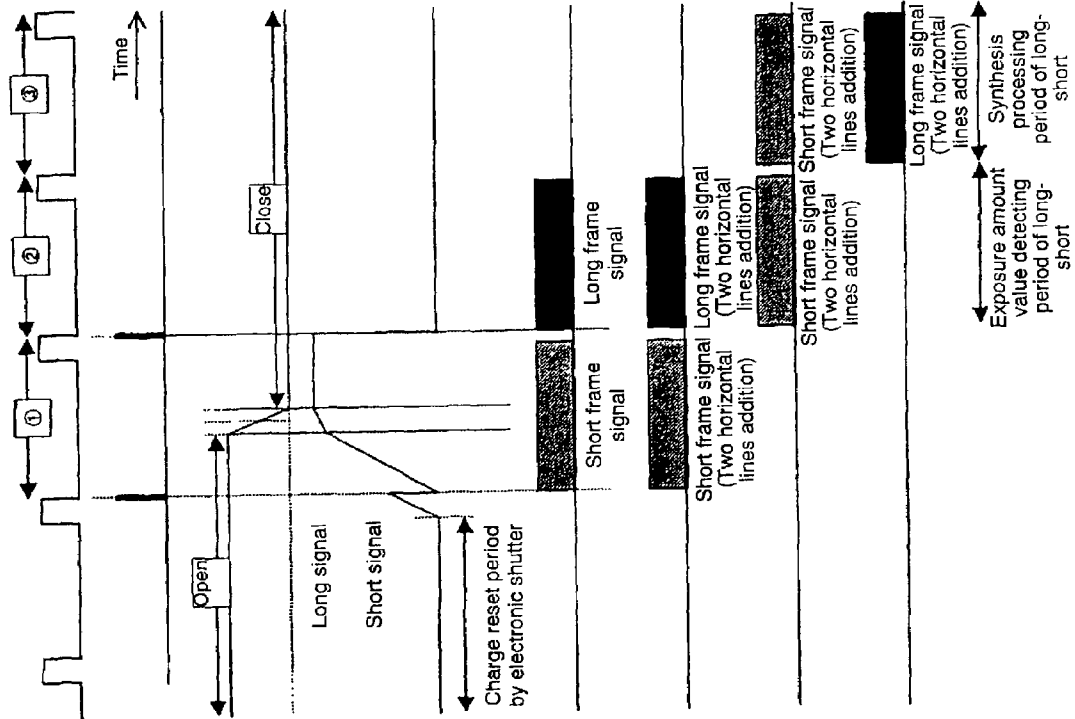 ①
②
③
Time
Open
Close
Long signal
Short signal
Charge reset period
by electronic shutter
Short frame
signal
Long frame
signal
Short frame signal
(Two horizontal
lines addition)
Long frame signal
(Two horizontal
lines addition)
Short frame signal
(Two horizontal
lines addition)
Short frame signal
(Two horizontal
lines addition)
Long frame signal
(Two horizontal
lines addition)
Exposure amount
value detecting
period of long-
short
Synthesis
processing
period of long-
short